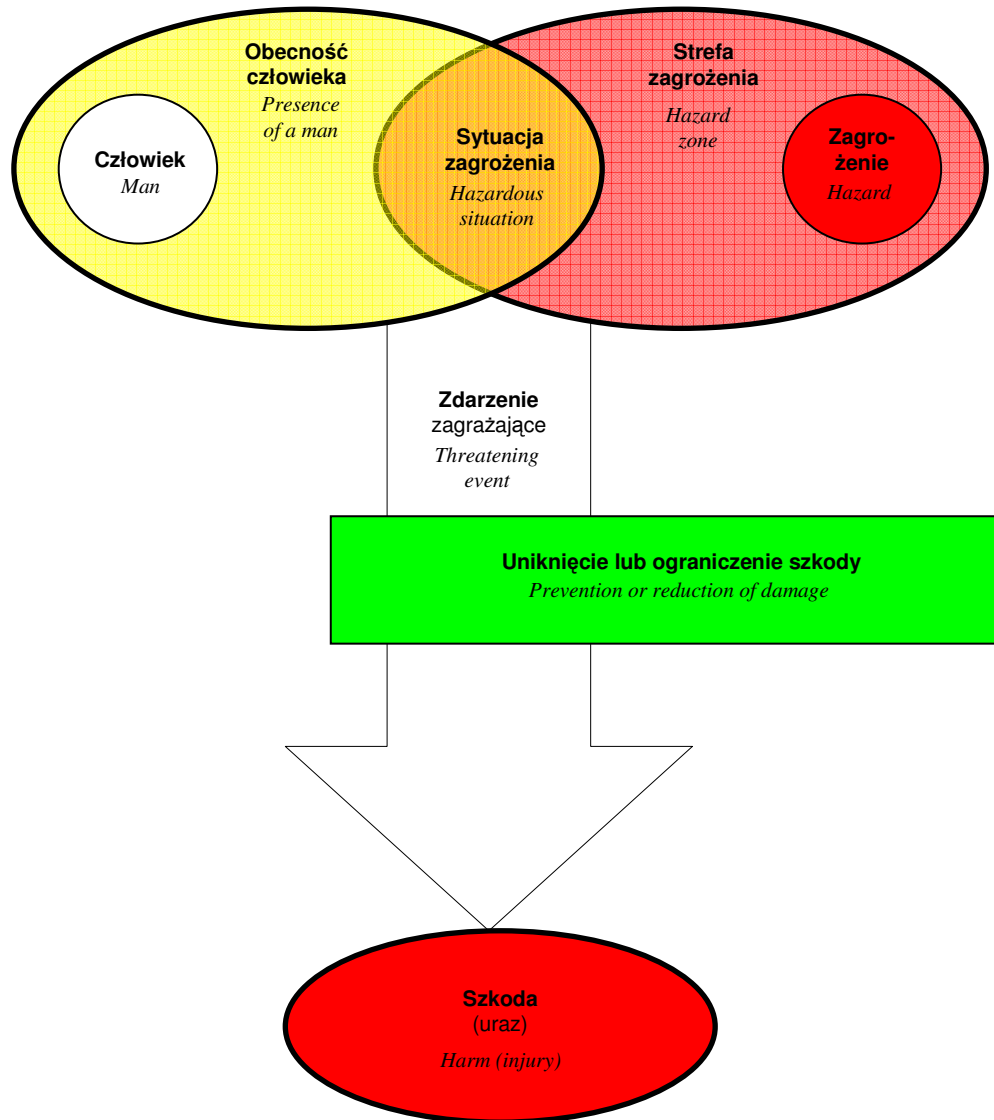 Obecność
człowieka
Presence
of a man
Człowiek
Man
Sytuacja
zagrożenia
Hazardous
situation
Strefa
zagrożenia
Hazard
zone
Zagro-
żenie
Hazard
Zdarzenie
zagrażające
Threatening
event
Uniknięcie lub ograniczenie szkody
Prevention or reduction of damage
Szkoda
(uraz)
Harm (injury)